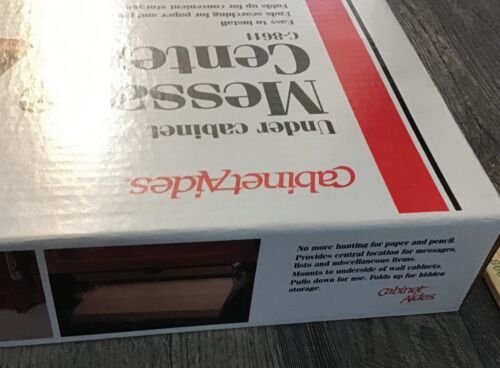 CabinetAides
Under cabinet
Messa
Cente
C-8611
Easy to install
Ends searching for paper and
Folds up for convenient storage
No more hunting for paper and pencil.
Provides central location for messages,
lists and miscellaneous items.
Mounts to underside of wall cabinets.
Pulls down for use. Folds up for hidden
storage.
Cabinet
Aides.